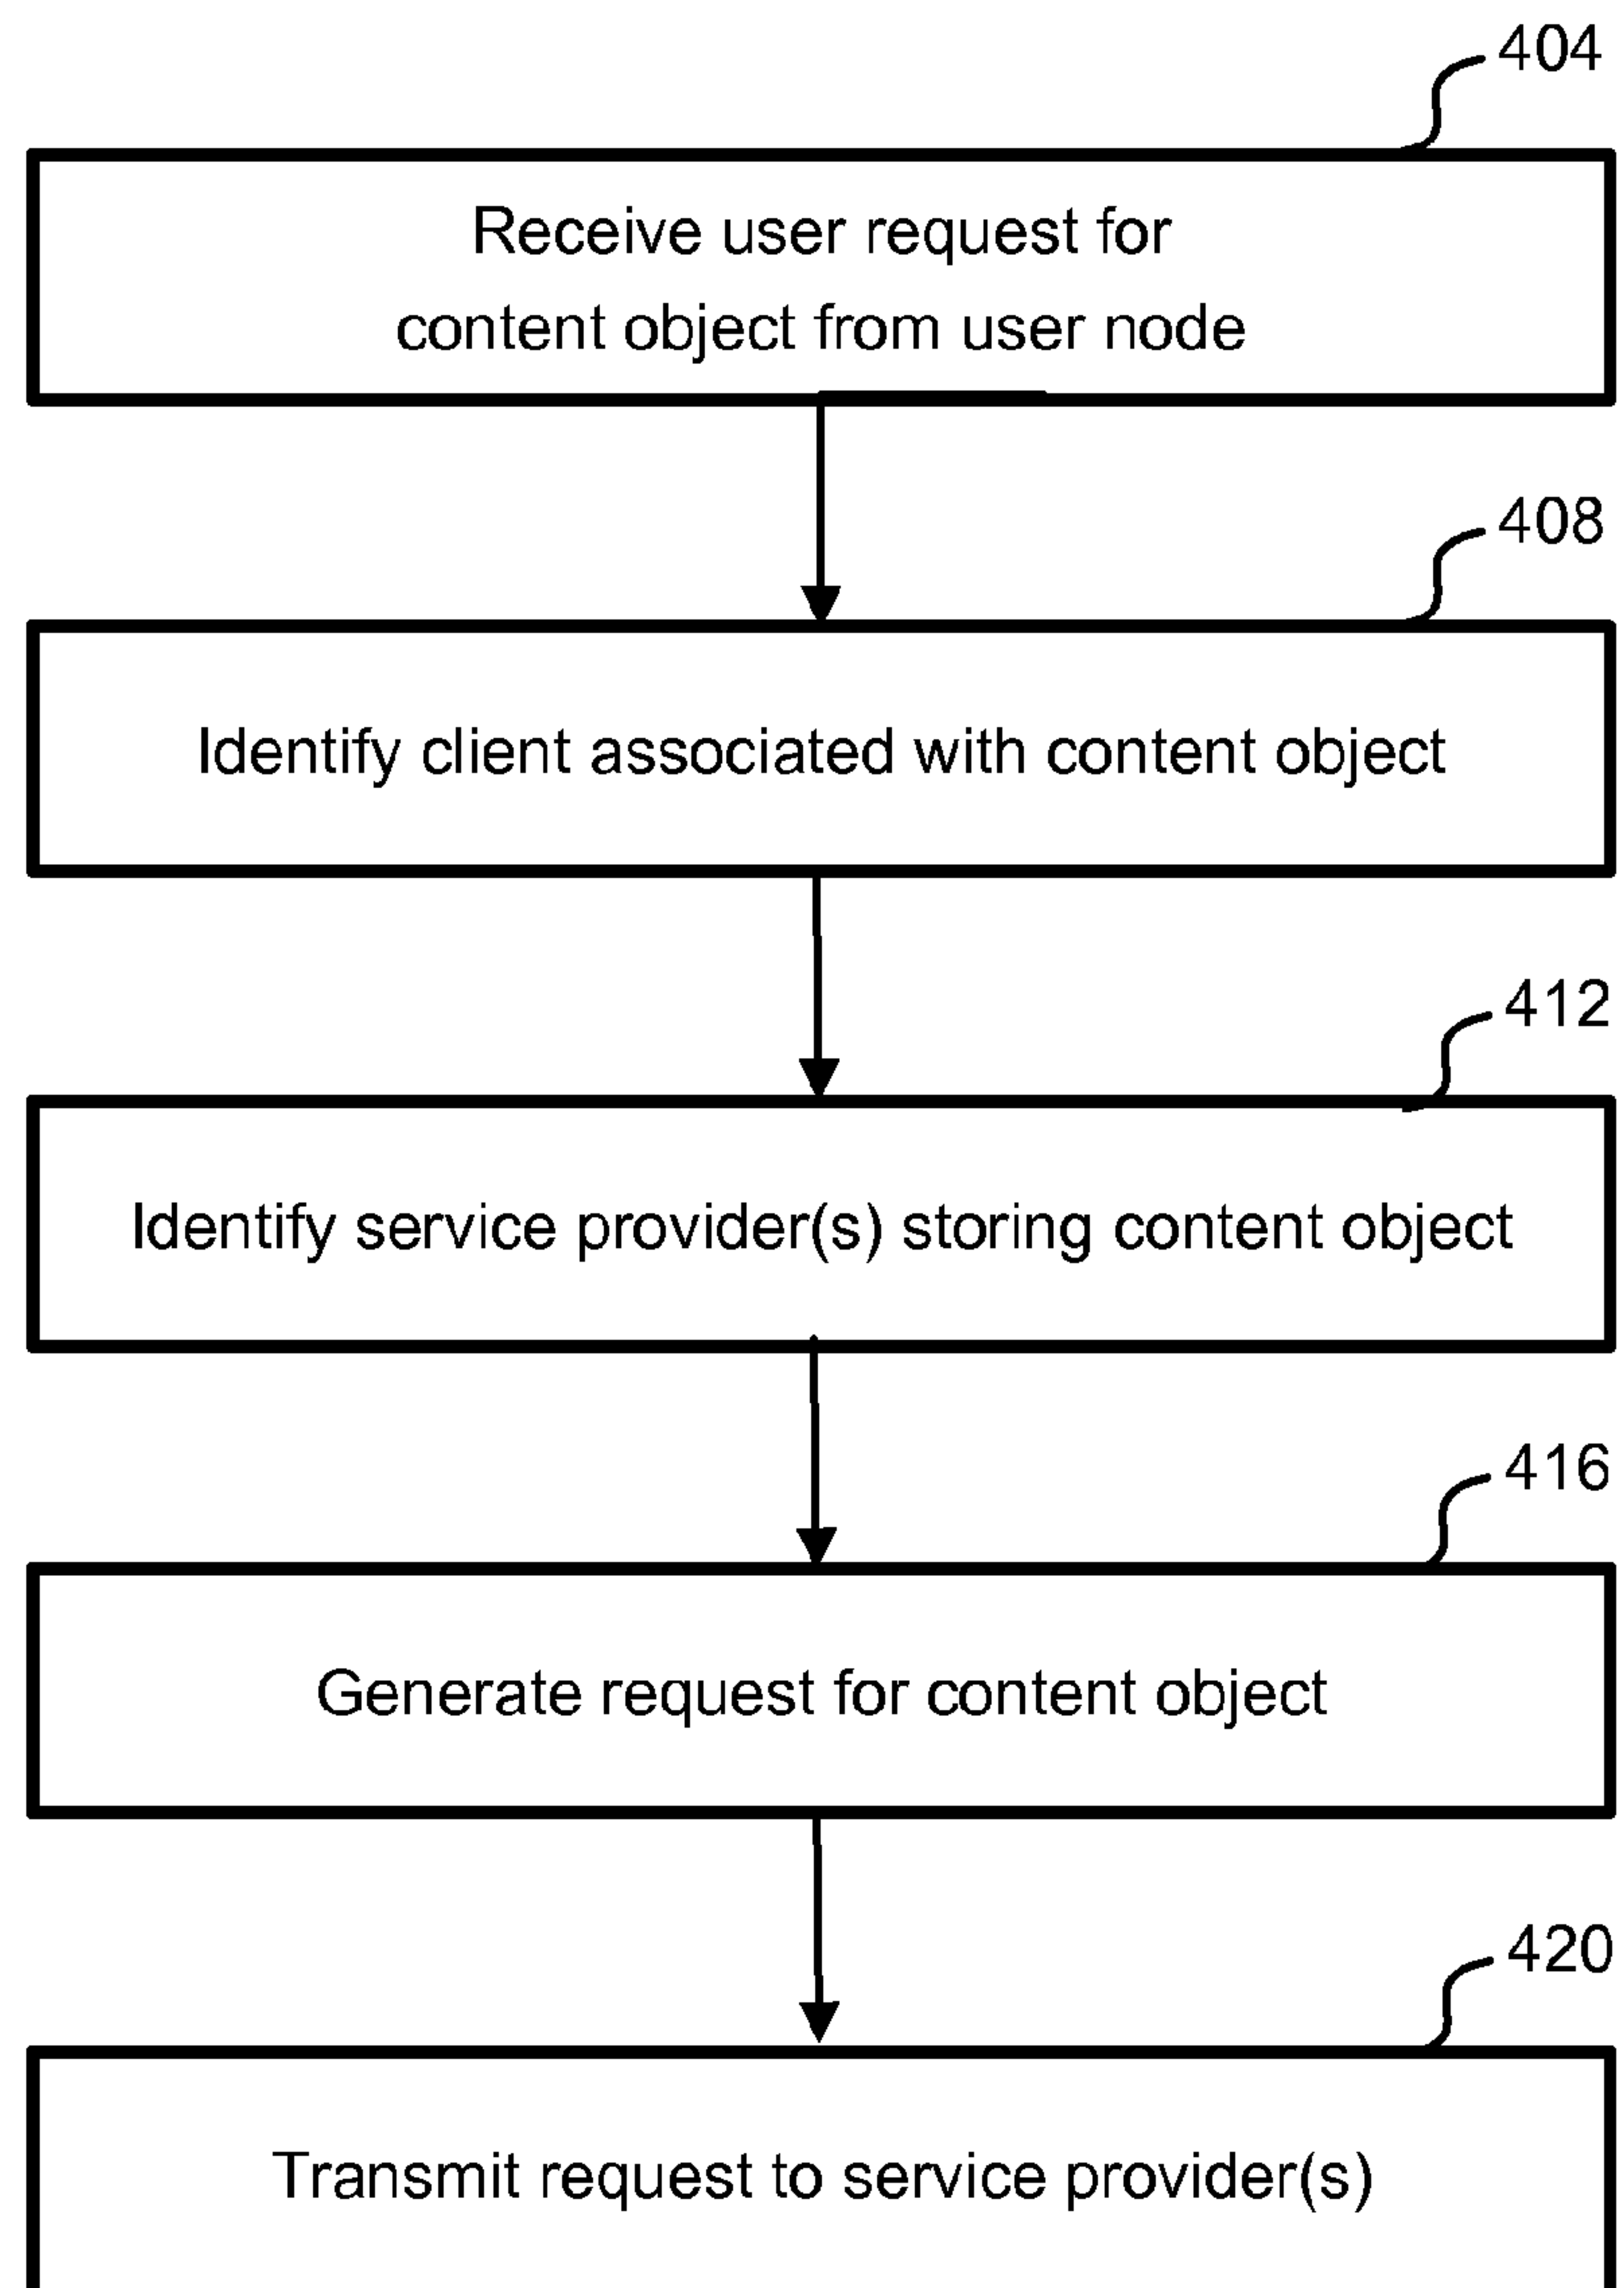 404
Receive user request for
content object from user node
408
Identify client associated with content object
412
Identify service provider(s) storing content object
416
Generate request for content object
420
Transmit request to service provider(s)